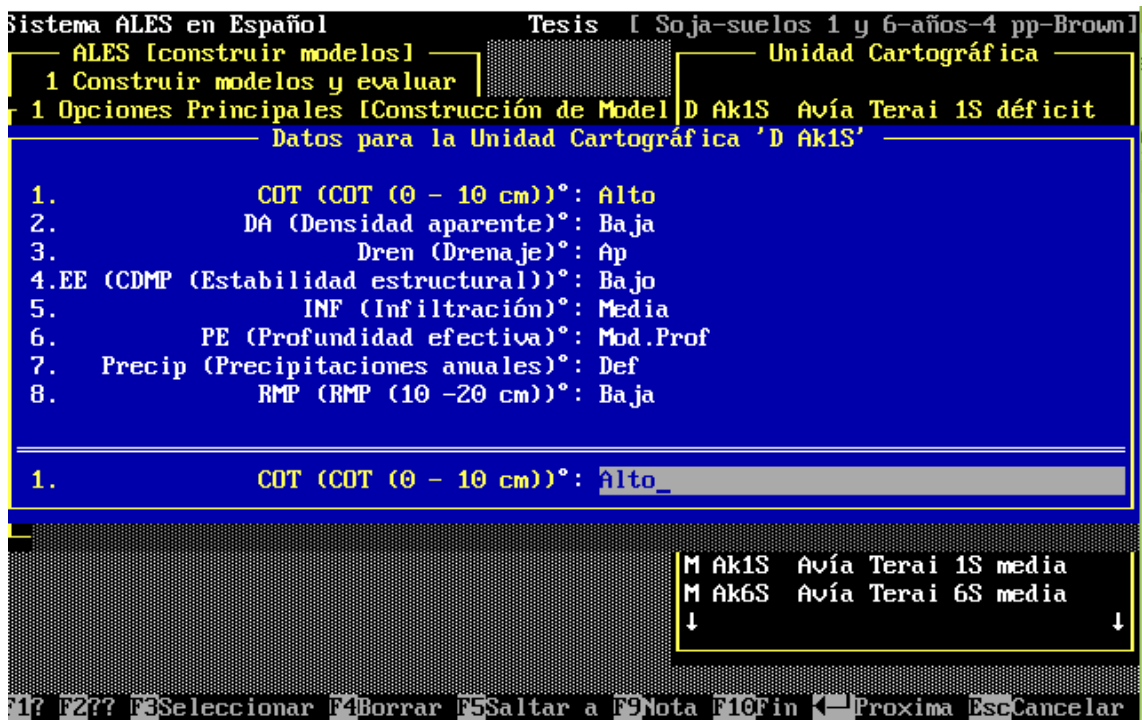 Sistema ALES en Español Tesis [ Soja-suelos 1 y 6-años-4 pp-Brown]
ALES [construir modelos] Unidad Cartográfica
1 Construir modelos y evaluar
1 Opciones Principales [Construcción de Model D Ak1S Avía Terai 1S déficit
Datos para la Unidad Cartográfica 'D Ak1S'
1. COT (COT (0 - 10 cm))°: Alto
2. DA (Densidad aparente)°: Baja
3. Dren (Drenaje)°: Ap
4.EE (CDMP (Estabilidad estructural))°: Bajo
5. INF (Infiltración)°: Media
6. PE (Profundidad efectiva)°: Mod.Prof
7. Precip (Precipitaciones anuales)°: Def
8. RMP (RMP (10 -20 cm))°: Baja
1. COT (COT (0 - 10 cm))°: Alto_
M Ak1S Avía Terai 1S media
M Ak6S Avía Terai 6S media
↓ ↓
F1? F2?? F3Seleccionar F4Borrar F5Saltar a F9Nota F10Fin ◄─┘Proxima EscCancelar